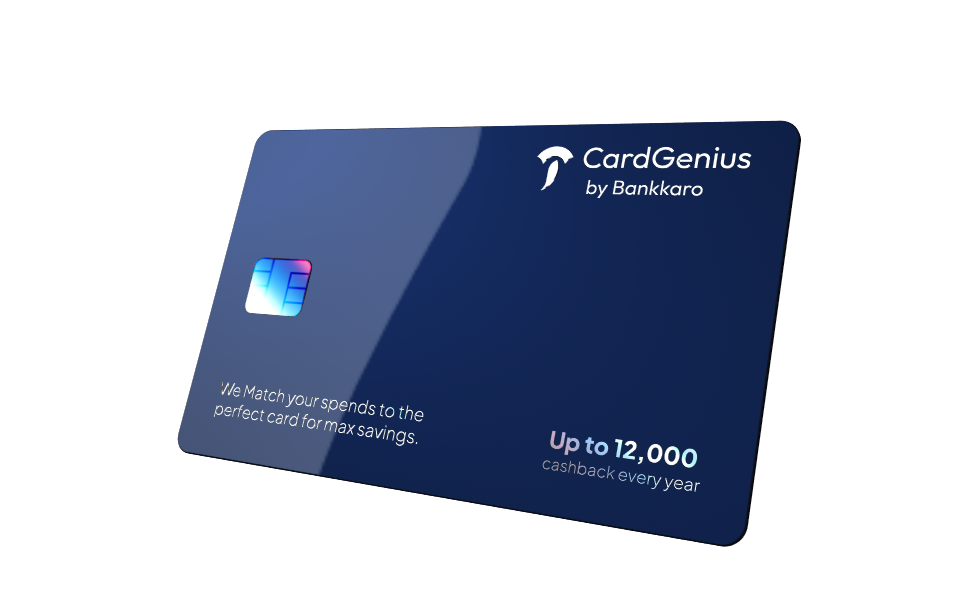 CardGenius
by Bankkaro
We Match your spends to the
perfect card for max savings.
Up to 12,000
cashback every year